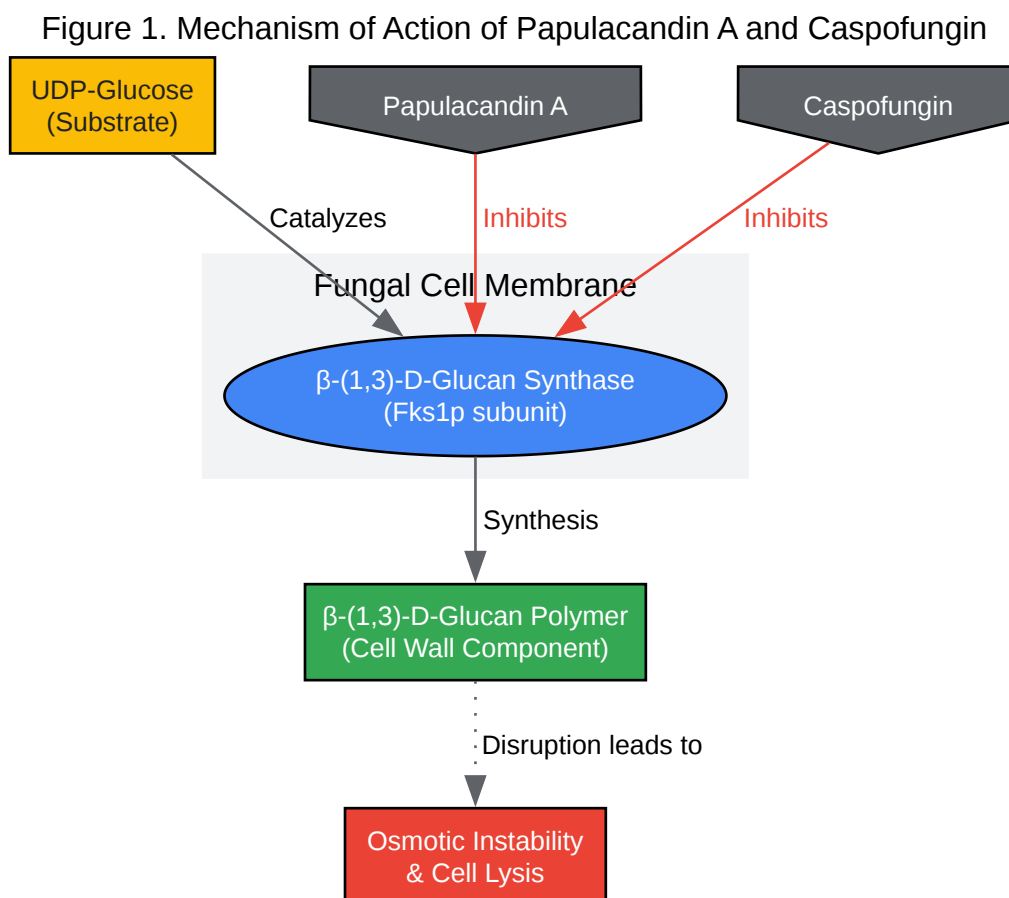 Figure 1. Mechanism of Action of Papulacandin A and Caspofungin
UDP-Glucose
(Substrate)
Papulacandin A
Caspofungin
Catalyzes
Inhibits
Inhibits
Fungal Cell Membrane
β-(1,3)-D-Glucan Synthase
(Fks1p subunit)
Synthesis
β-(1,3)-D-Glucan Polymer
(Cell Wall Component)
Disruption leads to
Osmotic Instability
& Cell Lysis